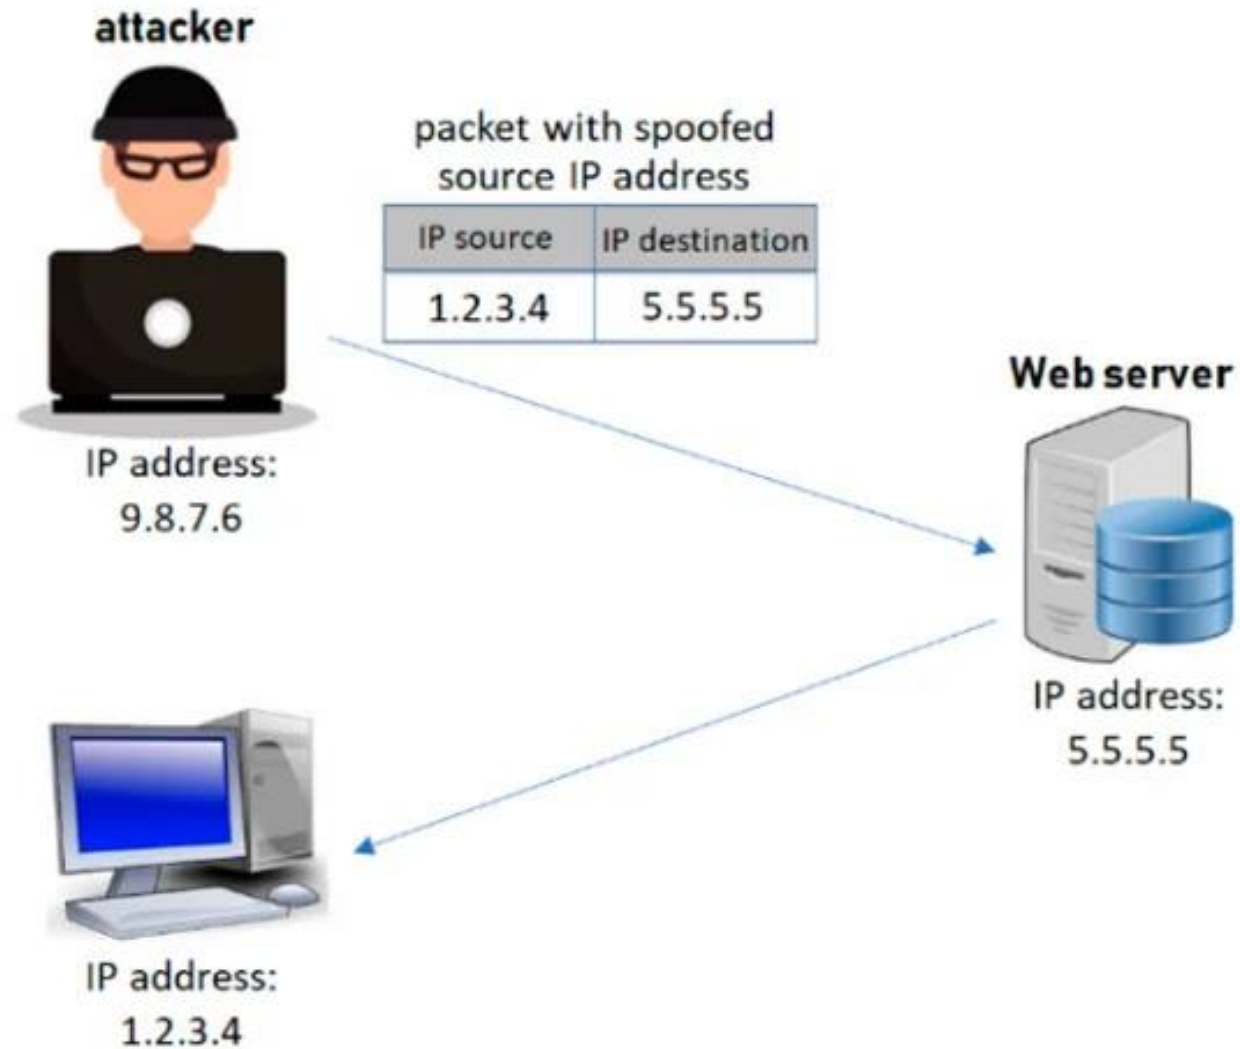 attacker
packet with spoofed
source IP address
IP source IP destination
1.2.3.4 5.5.5.5
IP address:
9.8.7.6
Web server
IP address:
5.5.5.5
IP address:
1.2.3.4